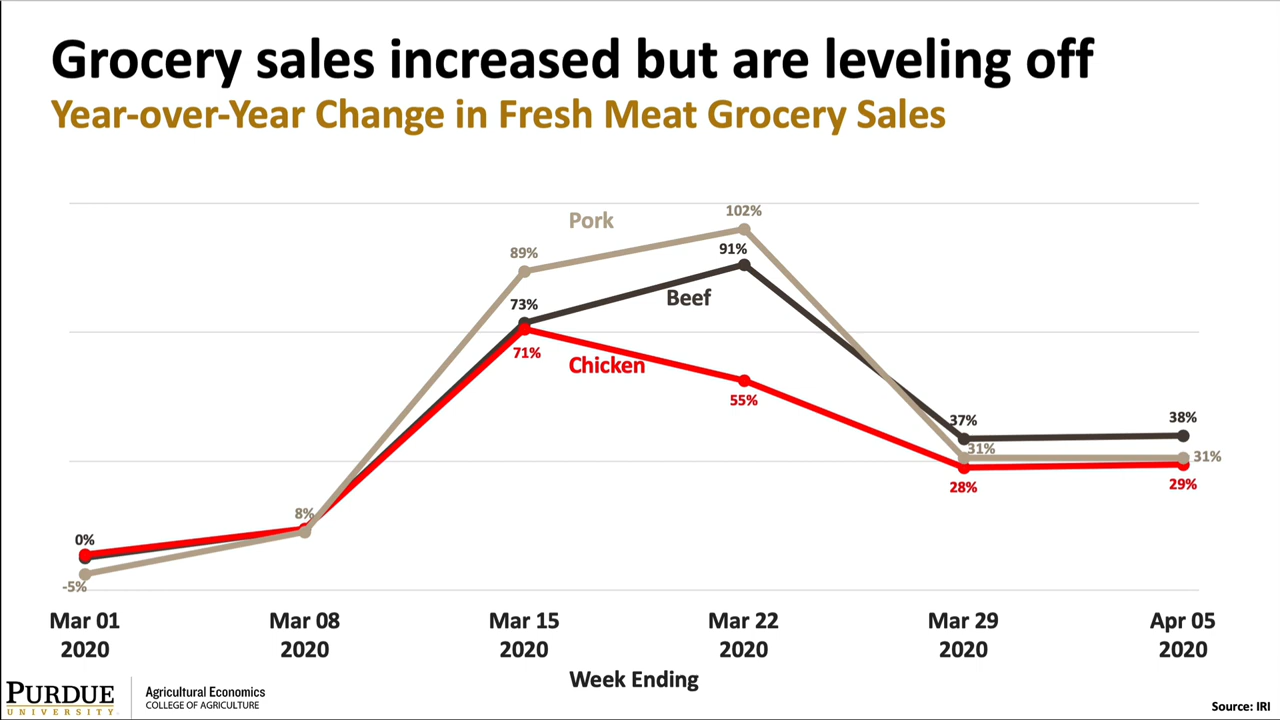 Grocery sales increased but are leveling off
Year-over-Year Change in Fresh Meat Grocery Sales
Pork
102%
89%
91%
Beef
73%
71%
Chicken
55%
37%
38%
31%
31%
28%
29%
8%
0%
-5%
Mar 01 Mar 08 Mar 15 Mar 22 Mar 29 Apr 05
2020 2020 2020 2020 2020 2020
Week Ending
PURDUE
UNIVERSITY
Agricultural Economics
COLLEGE OF AGRICULTURE
Source: IRI